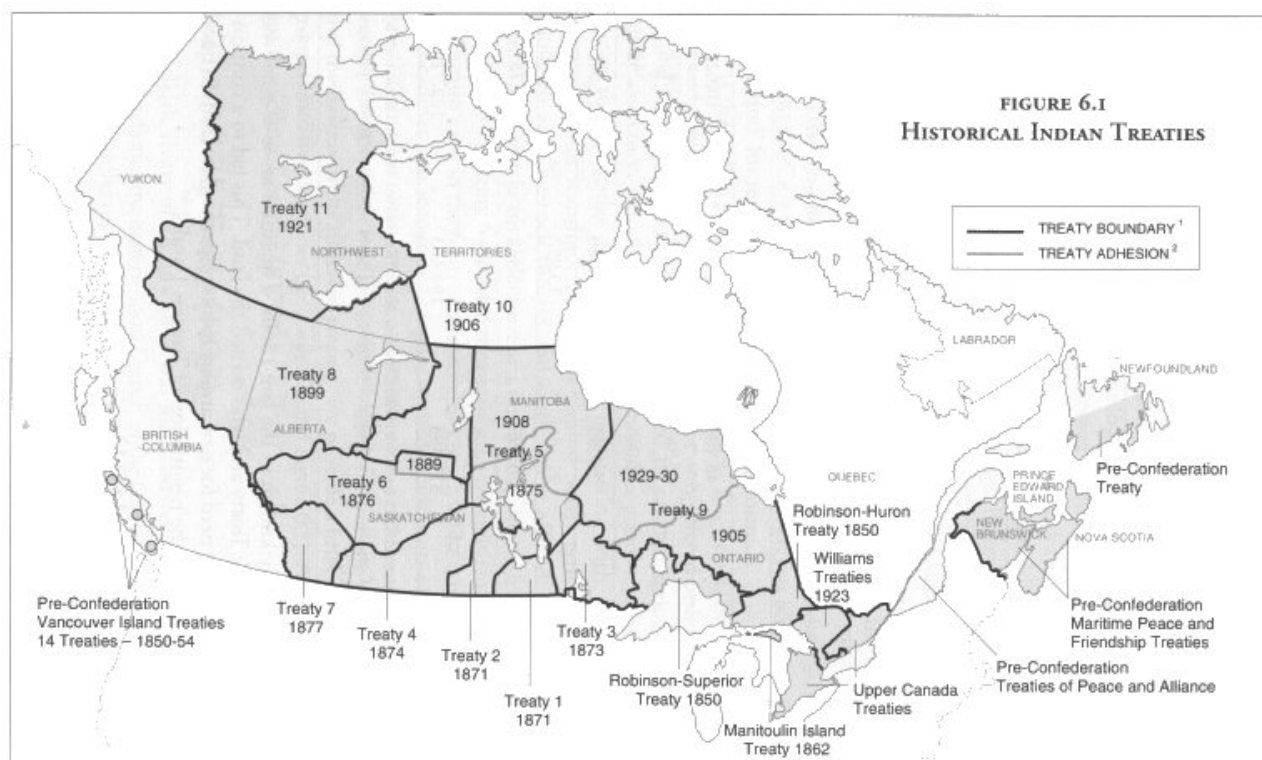 FIGURE 6.1
HISTORICAL INDIAN TREATIES
TREATY BOUNDARY 1
TREATY ADHESION 2
YUKON
Treaty 11
1921
NORTHWEST
TERRITORIES
Treaty 10
1906
Treaty 8
1899
ALBERTA
BRITISH
COLUMBIA
MANITOBA
1908
1889
Treaty 5
1875
Treaty 6
1876
SASKATCHEWAN
1929-30
Treaty 9
1905
ONTARIO
QUEBEC
LABRADOR
NEWFOUNDLAND
Pre-Confederation
Treaty
PRINCE
EDWARD
ISLAND
NEW
BRUNSWICK
NOVA SCOTIA
Robinson-Huron
Treaty 1850
Williams
Treaties
1923
Pre-Confederation
Vancouver Island Treaties
14 Treaties – 1850-54
Treaty 7
1877
Treaty 4
1874
Treaty 2
1871
Treaty 1
1871
Treaty 3
1873
Robinson-Superior
Treaty 1850
Manitoulin Island
Treaty 1862
Upper Canada
Treaties
Pre-Confederation
Treaties of Peace and Alliance
Pre-Confederation
Maritime Peace and
Friendship Treaties